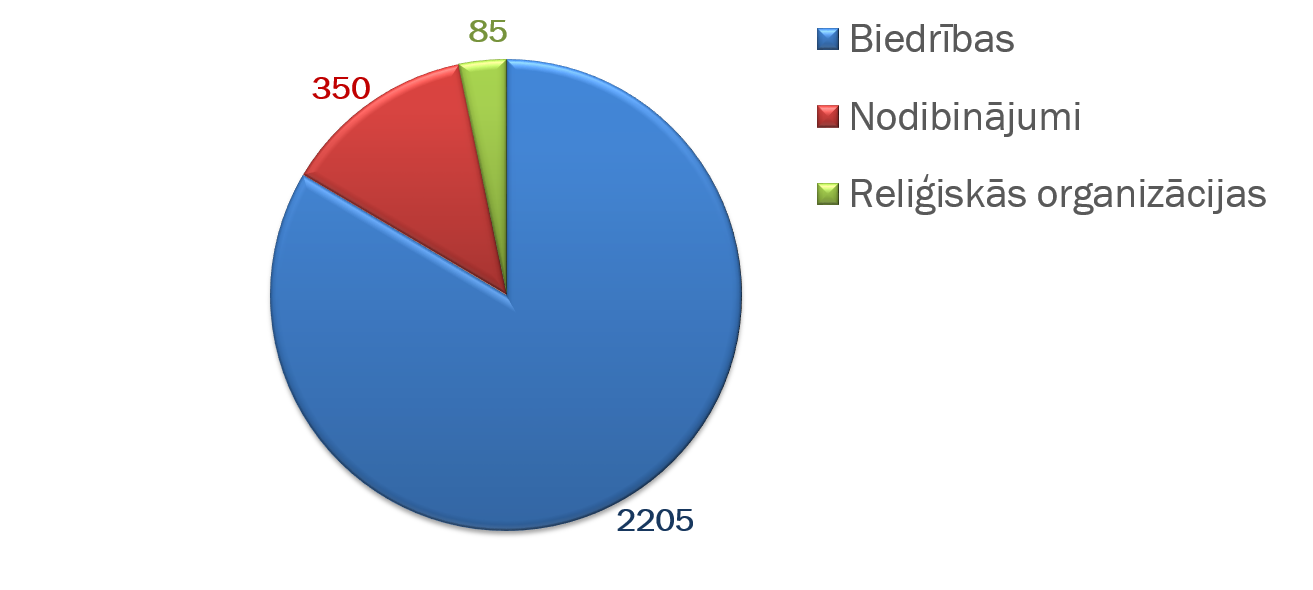 85
350
2205
Biedrības
Nodibinājumi
Reliģiskās organizācijas